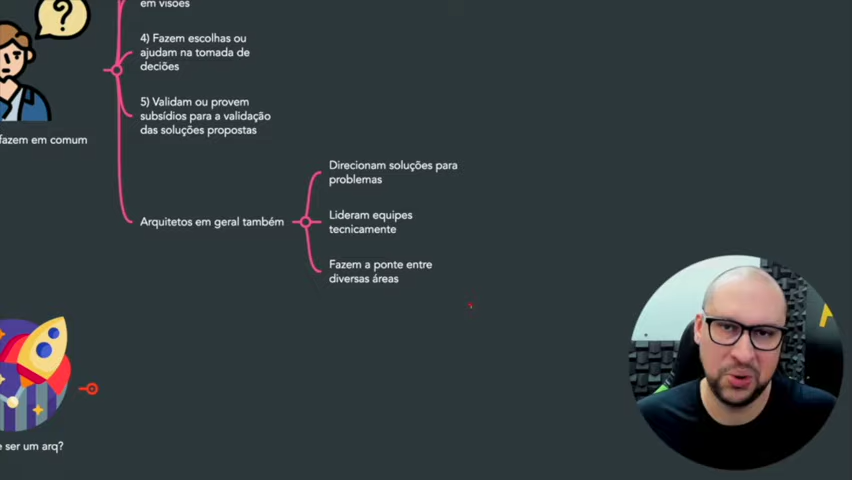 em visões
4) Fazem escolhas ou
ajudam na tomada de
deciões
5) Validam ou provem
subsídios para a validação
das soluções propostas
fazem em comum
Direcionam soluções para
problemas
Arquitetos em geral também
Lideram equipes
tecnicamente
Fazem a ponte entre
diversas áreas
e ser um arq?